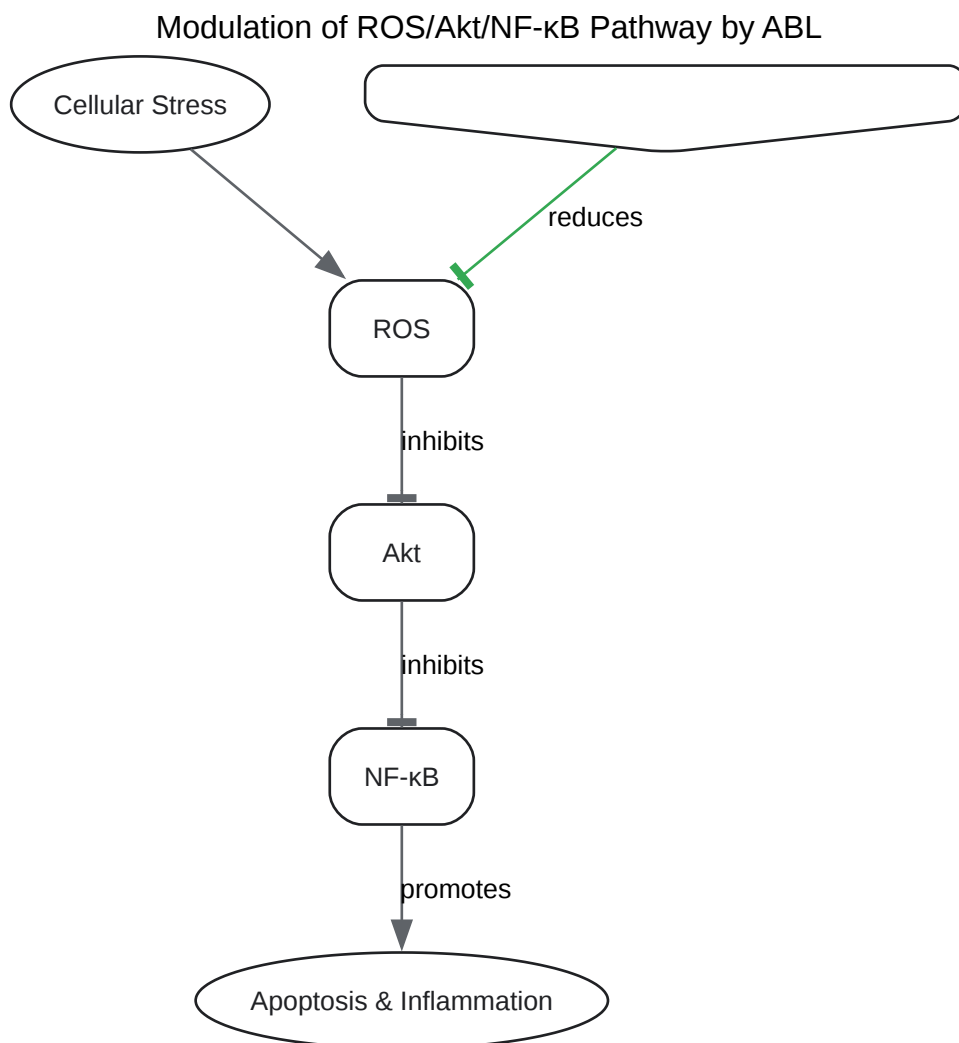 Modulation of ROS/Akt/NF-κB Pathway by ABL
Cellular Stress
reduces
ROS
inhibits
Akt
inhibits
NF-κB
promotes
Apoptosis & Inflammation